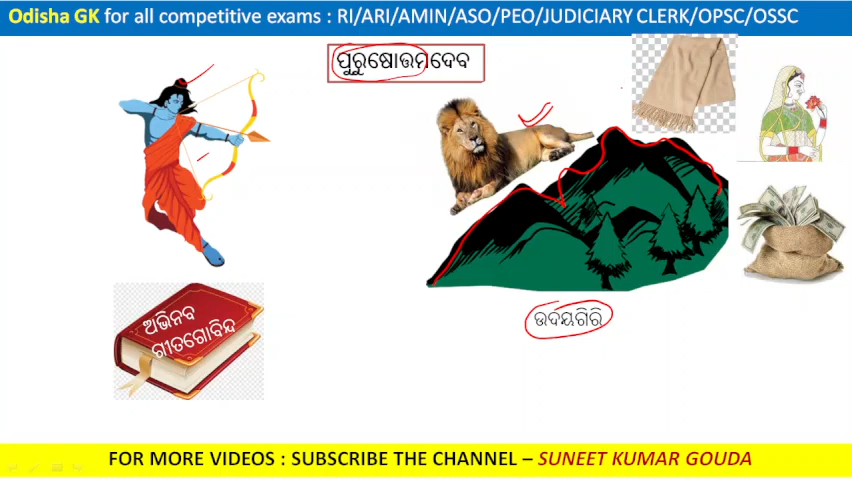 Odisha GK for all competitive exams : RI/ARI/AMIN/ASO/PEO/JUDICIARY CLERK/OPSC/OSSC
ପୁରୁଷୋତ୍ତମଦେବ
ଅଭିନବ
ଗୀତଗୋବିନ୍ଦ
ଉଦୟଗିରି
FOR MORE VIDEOS : SUBSCRIBE THE CHANNEL – SUNEET KUMAR GOUDA